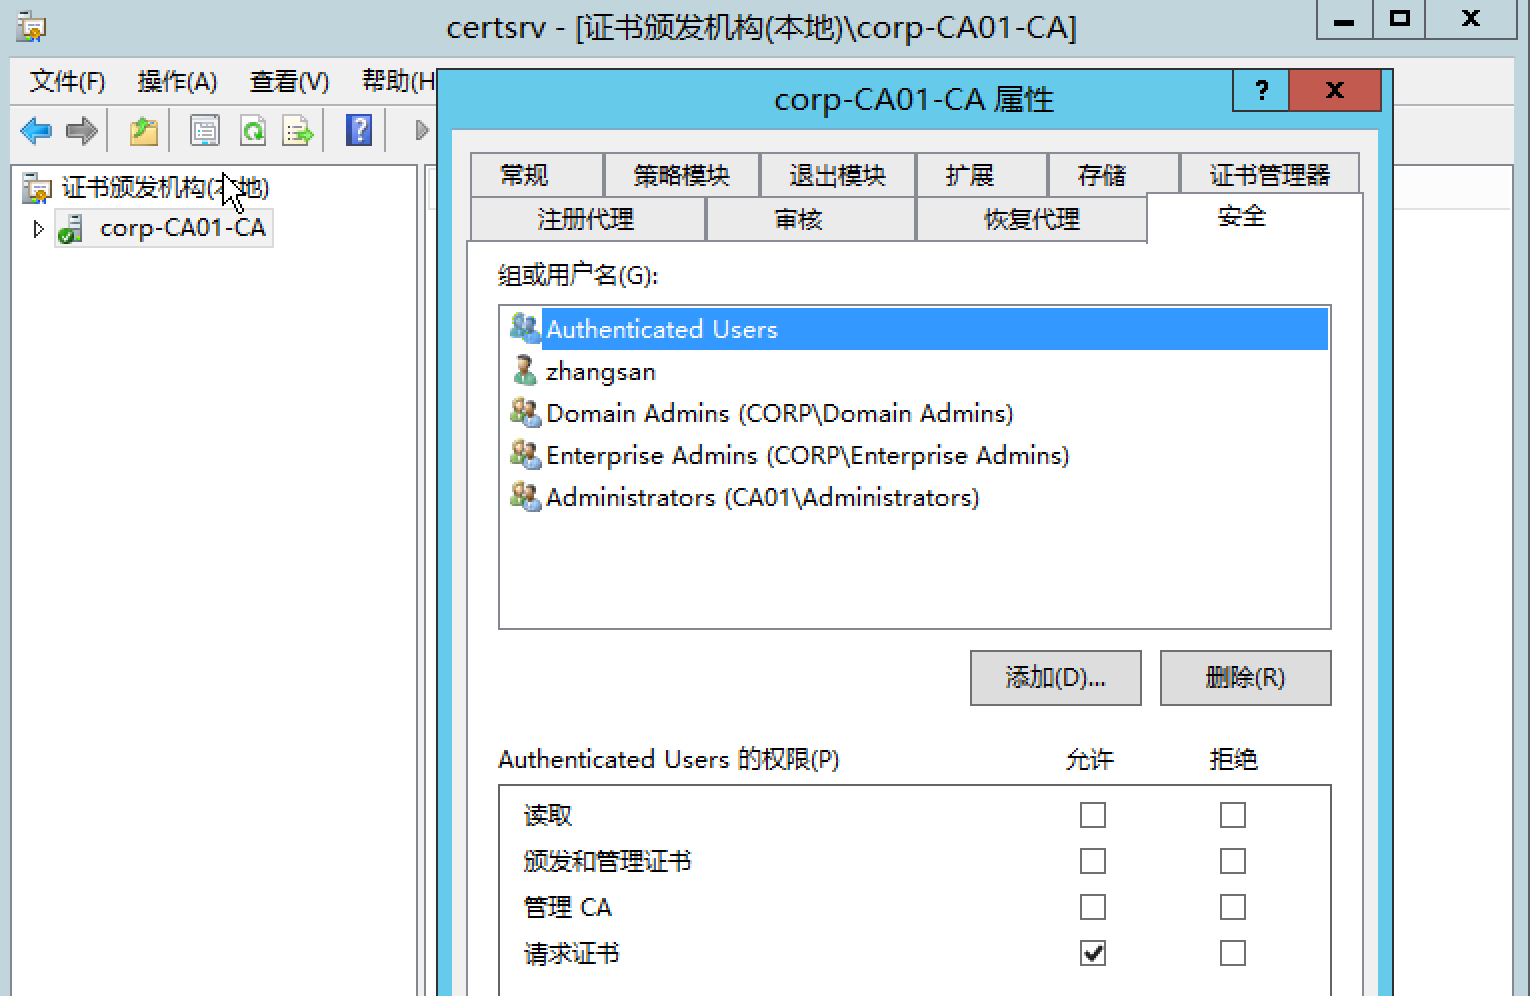 certsrv - [证书颁发机构(本地)\corp-CA01-CA]
文件(F) 操作(A) 查看(V) 帮助(H
corp-CA01-CA 属性
证书颁发机构(本地)
corp-CA01-CA
常规 策略模块 退出模块 扩展 存储 证书管理器
注册代理 审核 恢复代理 安全
组或用户名(G):
Authenticated Users
zhangsan
Domain Admins (CORP\Domain Admins)
Enterprise Admins (CORP\Enterprise Admins)
Administrators (CA01\Administrators)
添加(D)... 删除(R)
Authenticated Users 的权限(P) 允许 拒绝
读取
颁发和管理证书
管理 CA
请求证书